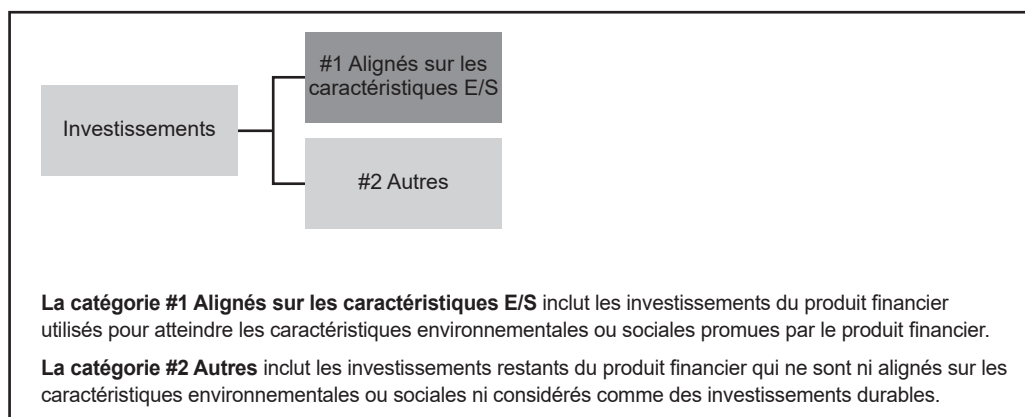 #1 Alignés sur les
caractéristiques E/S
Investissements
#2 Autres
La catégorie #1 Alignés sur les caractéristiques E/S inclut les investissements du produit financier
utilisés pour atteindre les caractéristiques environnementales ou sociales promues par le produit financier.
La catégorie #2 Autres inclut les investissements restants du produit financier qui ne sont ni alignés sur les
caractéristiques environnementales ou sociales ni considérés comme des investissements durables.